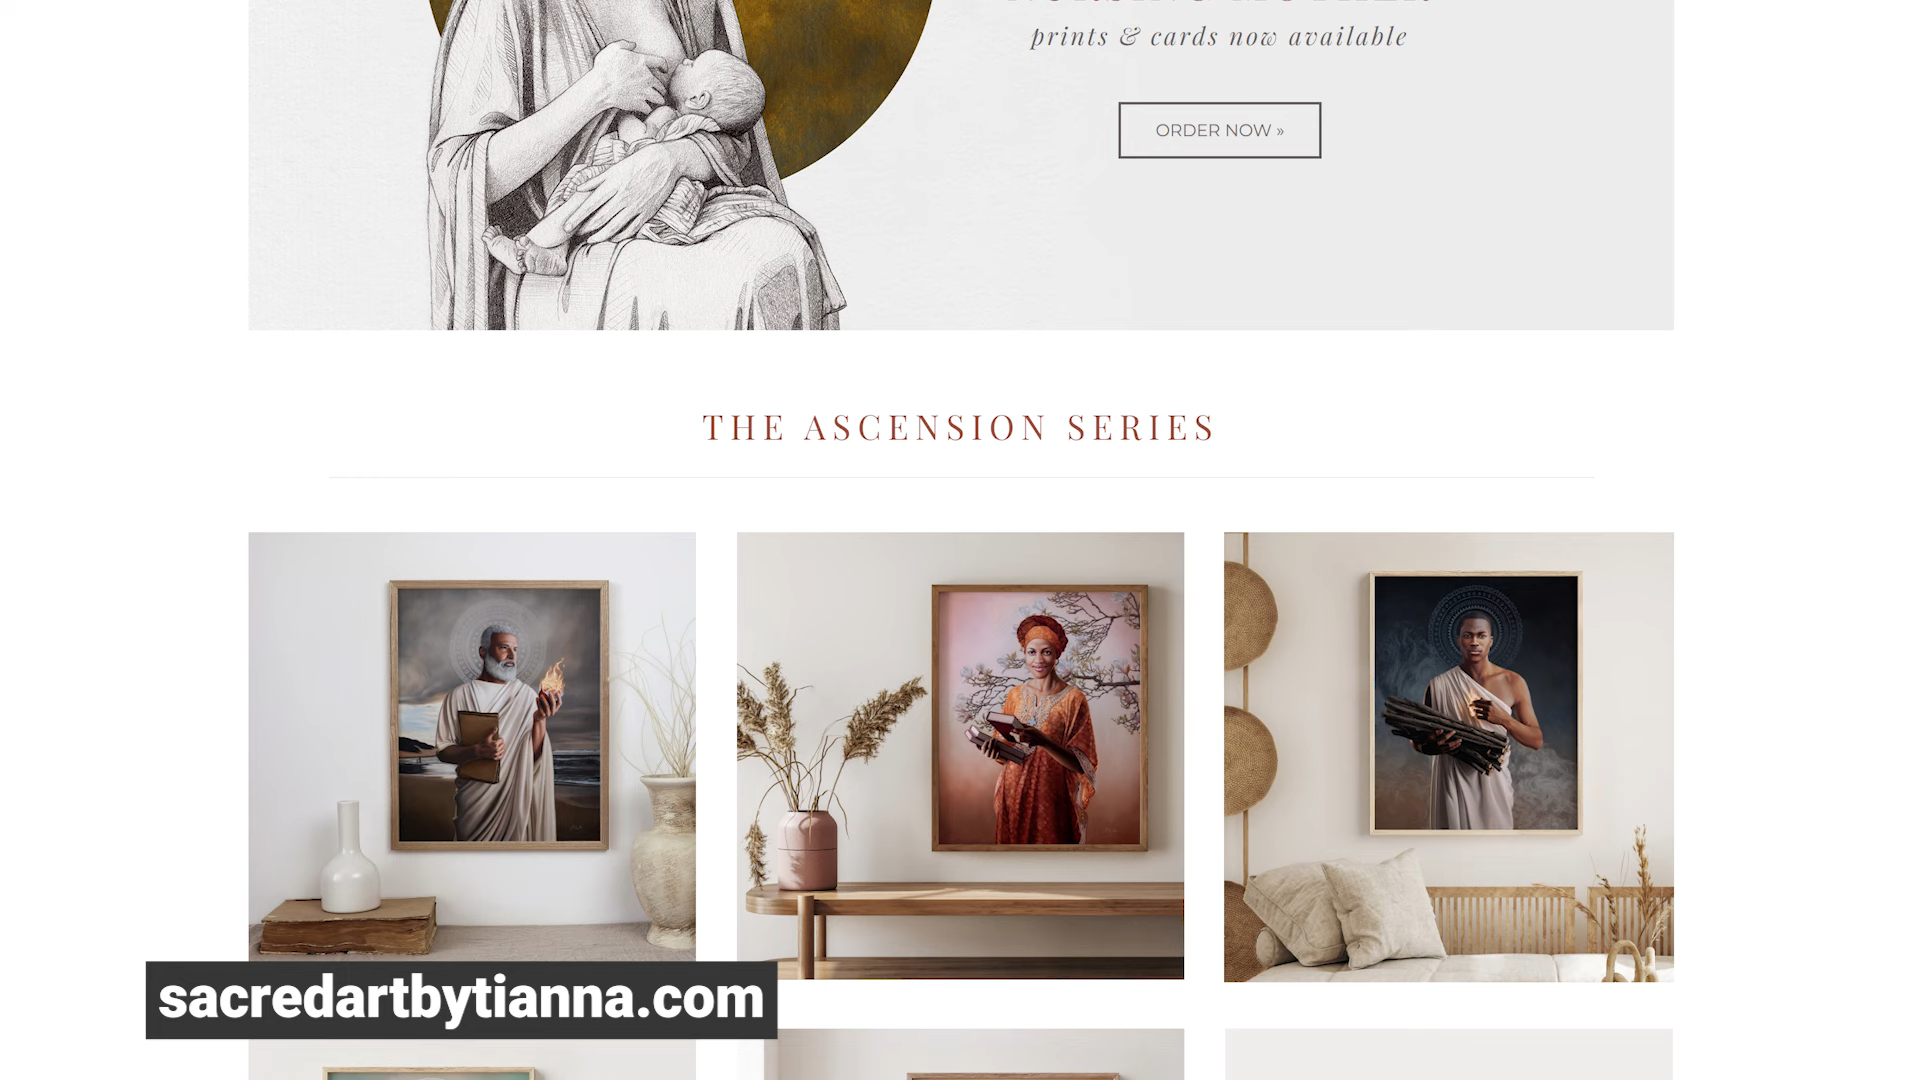 prints & cards now available
ORDER NOW »
THE ASCENSION SERIES
sacredartbytianna.com